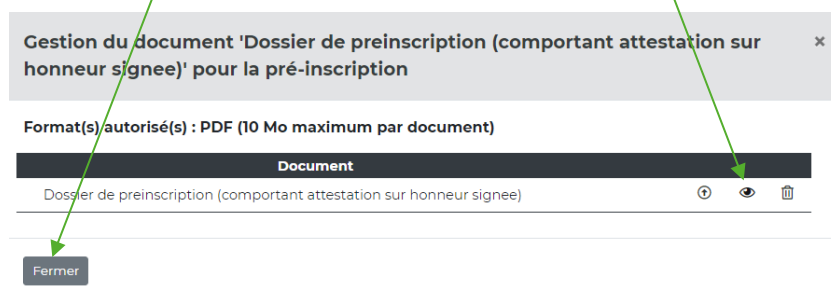 Gestion du document 'Dossier de preinscription (comportant attestation sur
honneur signee)' pour la pré-inscription
×
Format(s) autorisé(s) : PDF (10 Mo maximum par document)
Document
Dossier de preinscription (comportant attestation sur honneur signee)
Fermer